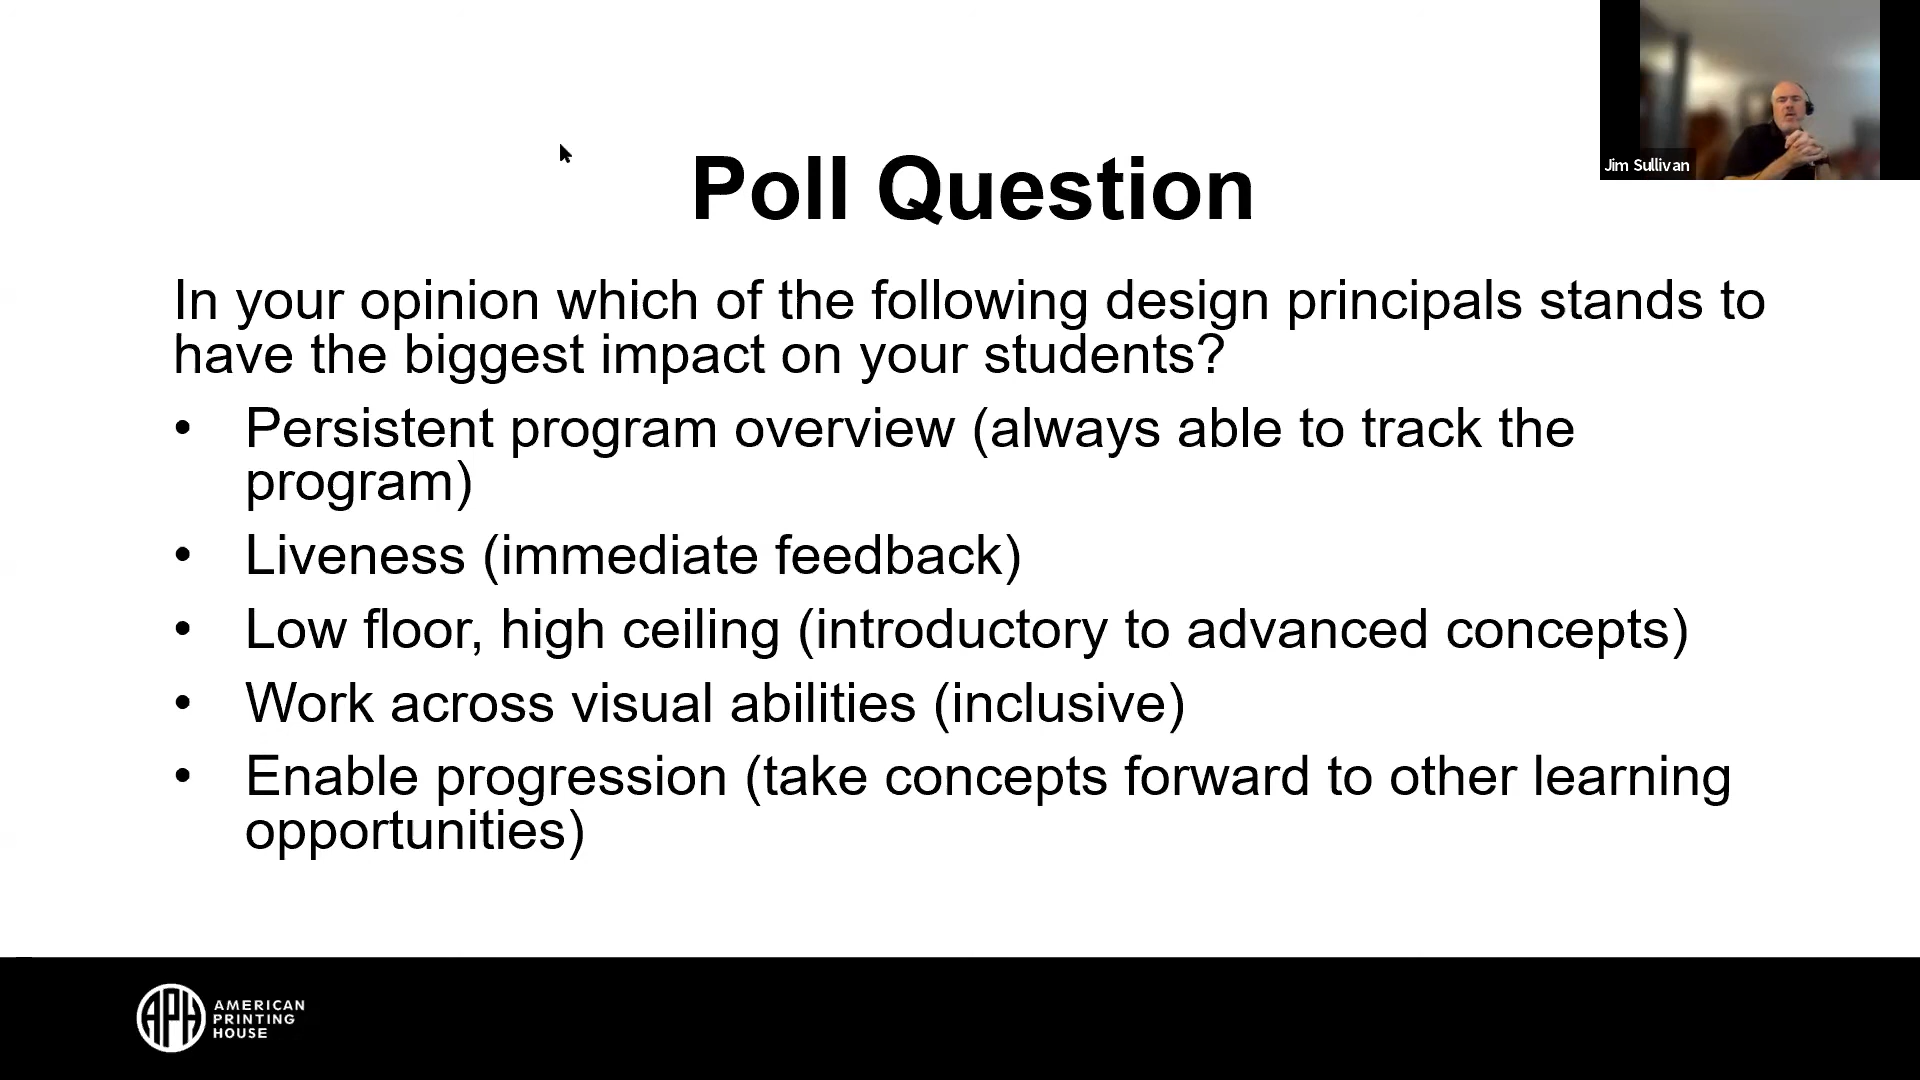 Jim Sullivan
Poll Question
In your opinion which of the following design principals stands to
have the biggest impact on your students?
• Persistent program overview (always able to track the
program)
• Liveness (immediate feedback)
• Low floor, high ceiling (introductory to advanced concepts)
• Work across visual abilities (inclusive)
• Enable progression (take concepts forward to other learning
opportunities)
APH
AMERICAN
PRINTING
HOUSE